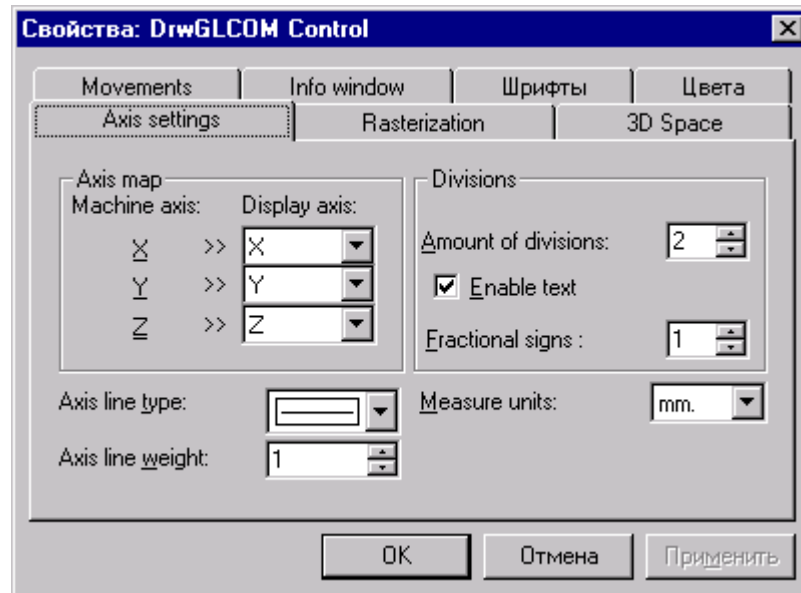 Свойства: DrwGLCOM Control
Movements Info window Шрифты Цвета
Axis settings Rasterization 3D Space
Axis map
Machine axis: Display axis:
X >> X
Y >> Y
Z >> Z
Divisions
Amount of divisions: 2
Enable text
Fractional signs : 1
Axis line type:
Measure units: mm.
Axis line weight: 1
OK Отмена Применить